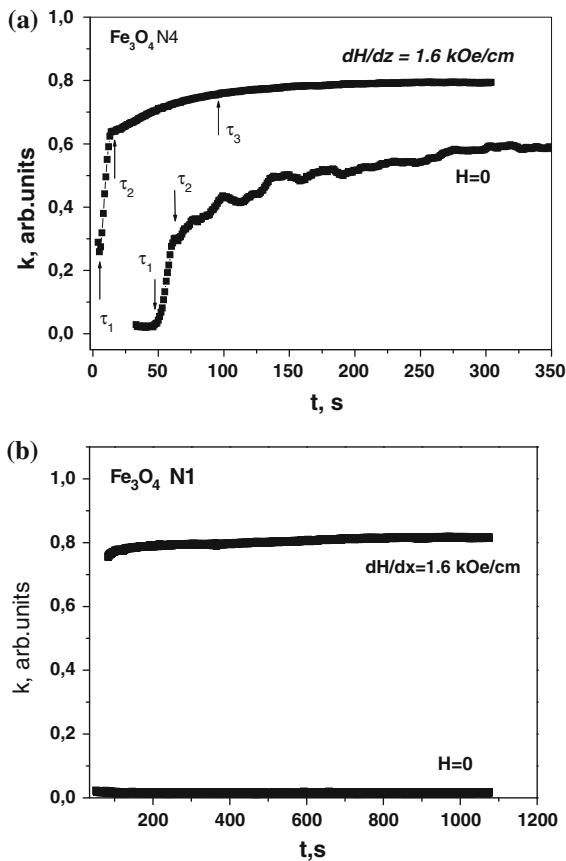 (a)
Fe₃O₄ N4
dH/dz = 1.6 kOe/cm
τ₃
τ₂
τ₂
H=0
τ₁
τ₁
k, arb.units
1,0
0,8
0,6
0,4
0,2
0,0
0 50 100 150 200 250 300 350
t, s
(b)
Fe₃O₄ N1
dH/dx=1.6 kOe/cm
H=0
k, arb.units
1,0
0,8
0,6
0,4
0,2
0,0
200 400 600 800 1000 1200
t,s